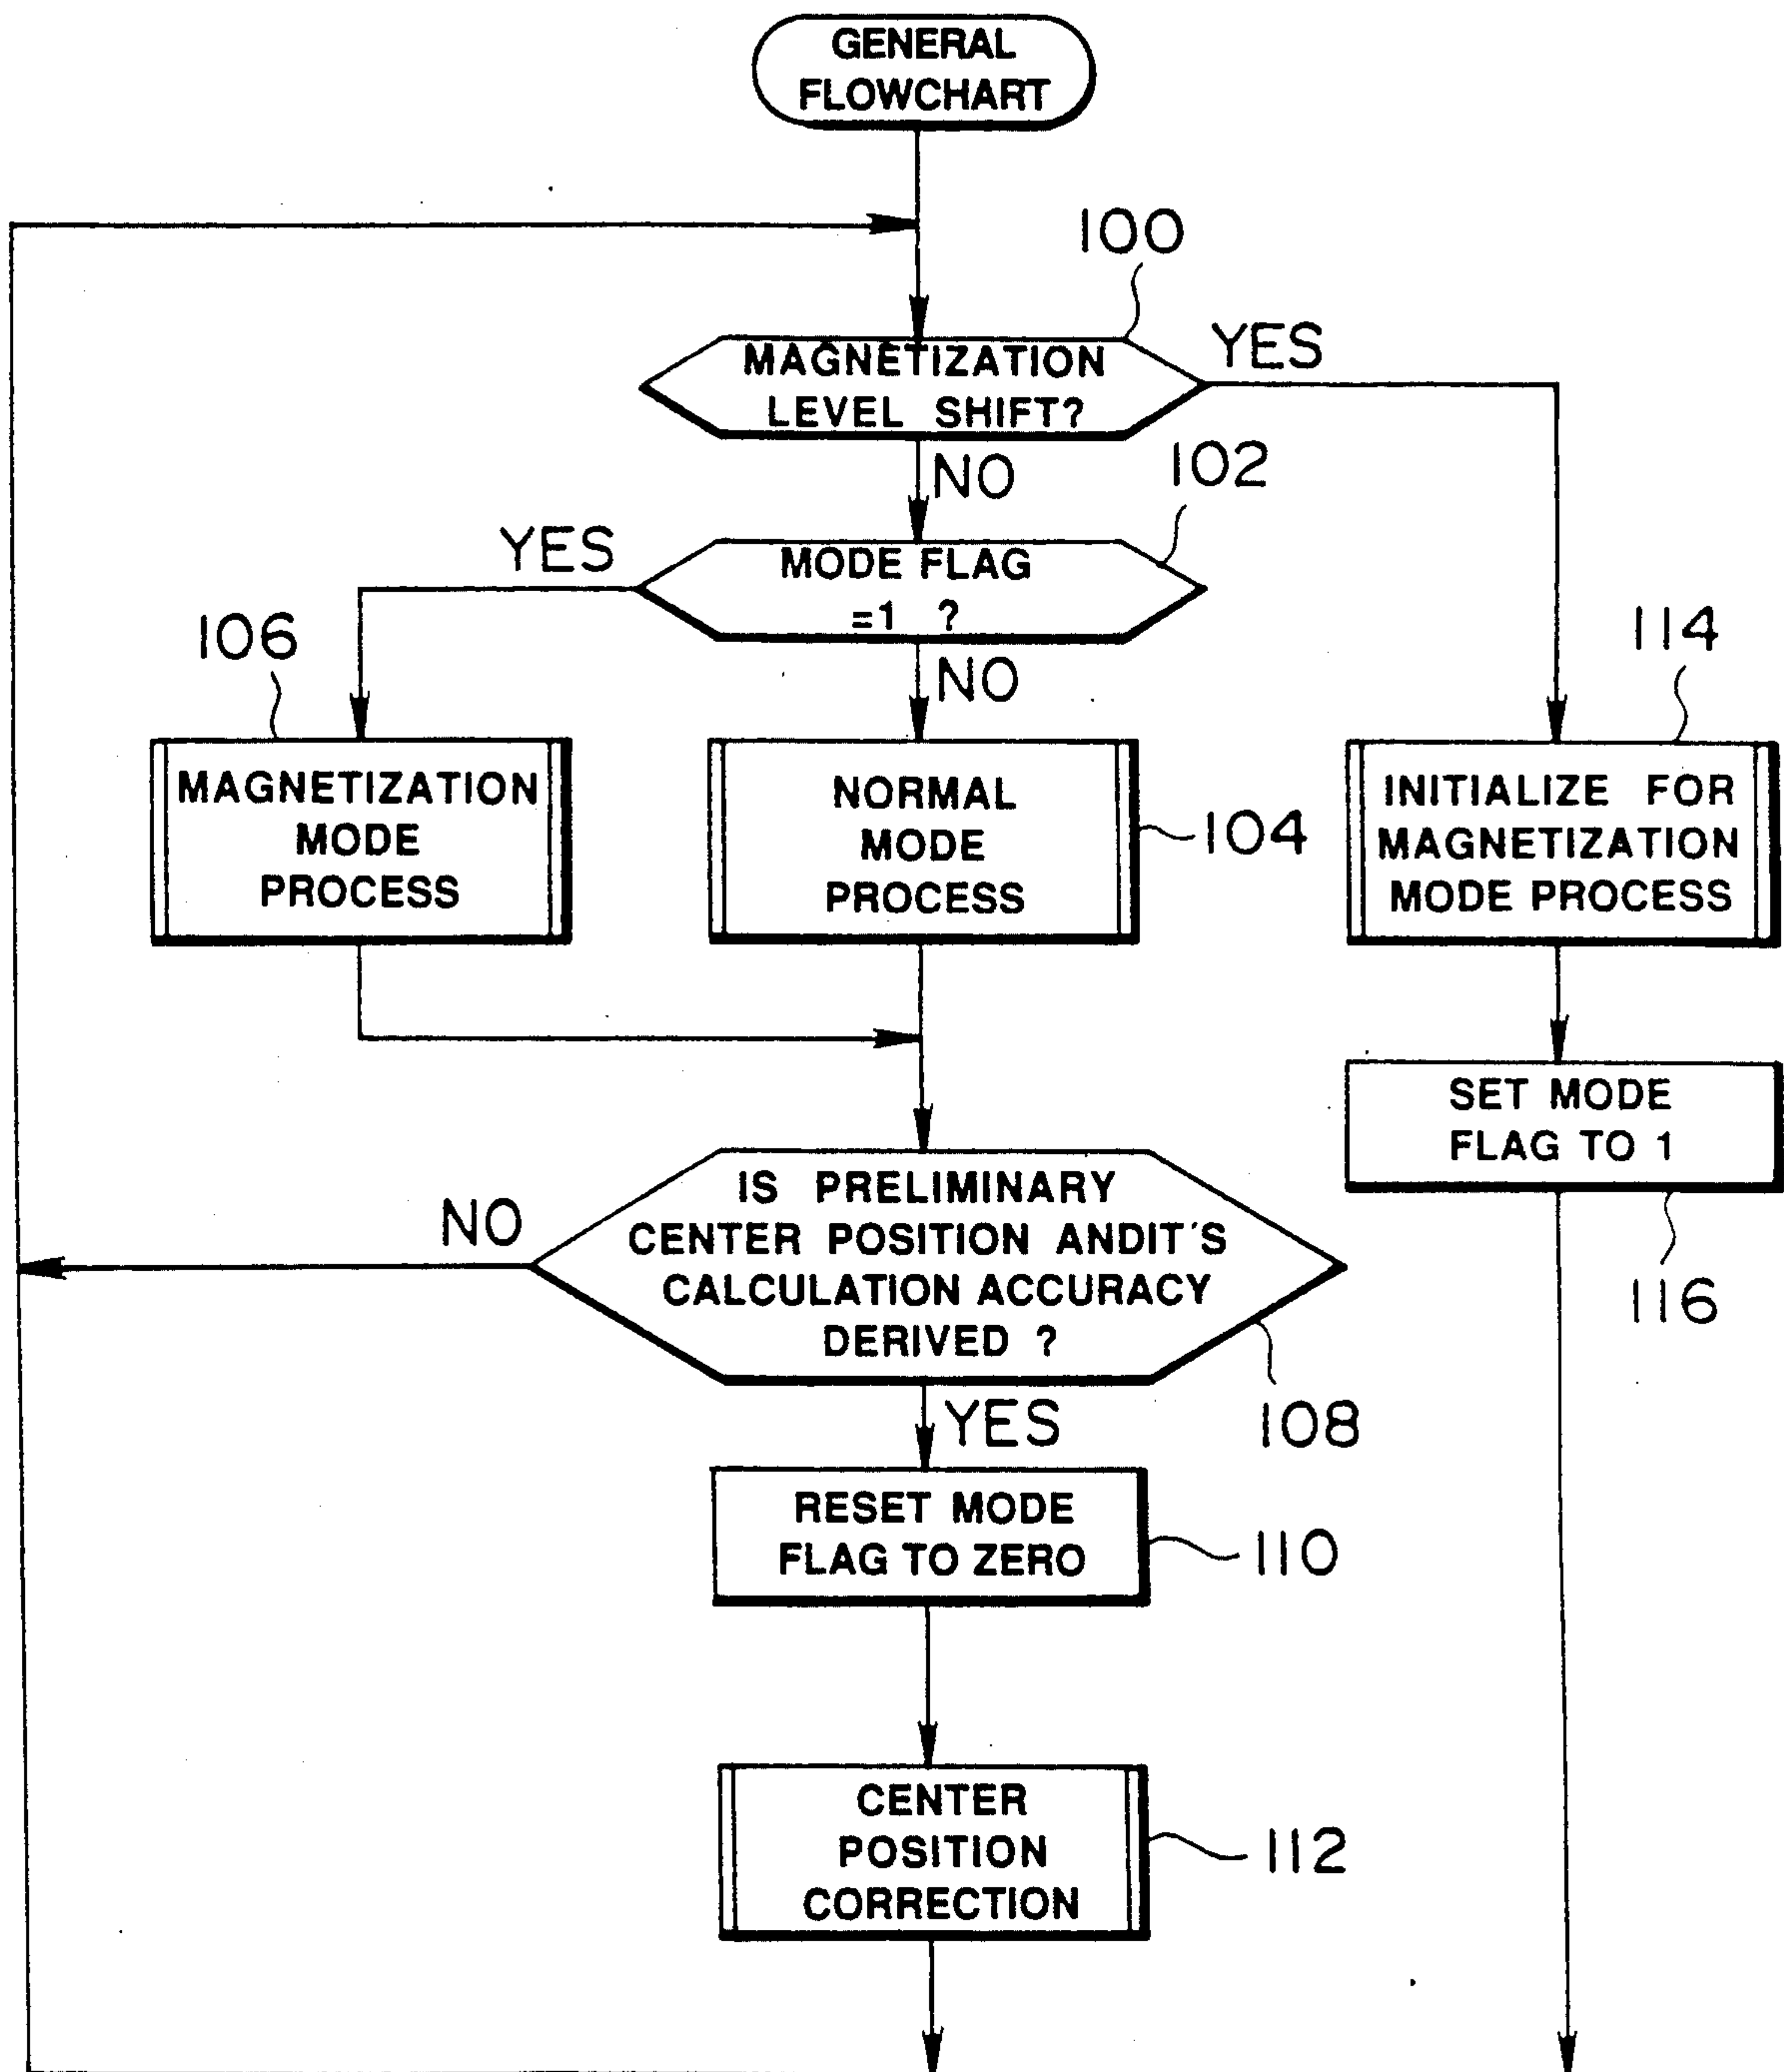 GENERAL
FLOWCHART
100
MAGNETIZATION
LEVEL SHIFT?
YES
NO
102
MODE FLAG
=1 ?
YES
NO
106
MAGNETIZATION
MODE
PROCESS
NORMAL
MODE
PROCESS
104
114
INITIALIZE FOR
MAGNETIZATION
MODE PROCESS
SET MODE
FLAG TO 1
116
IS PRELIMINARY
CENTER POSITION ANDIT'S
CALCULATION ACCURACY
DERIVED ?
NO
108
YES
RESET MODE
FLAG TO ZERO
110
CENTER
POSITION
CORRECTION
112